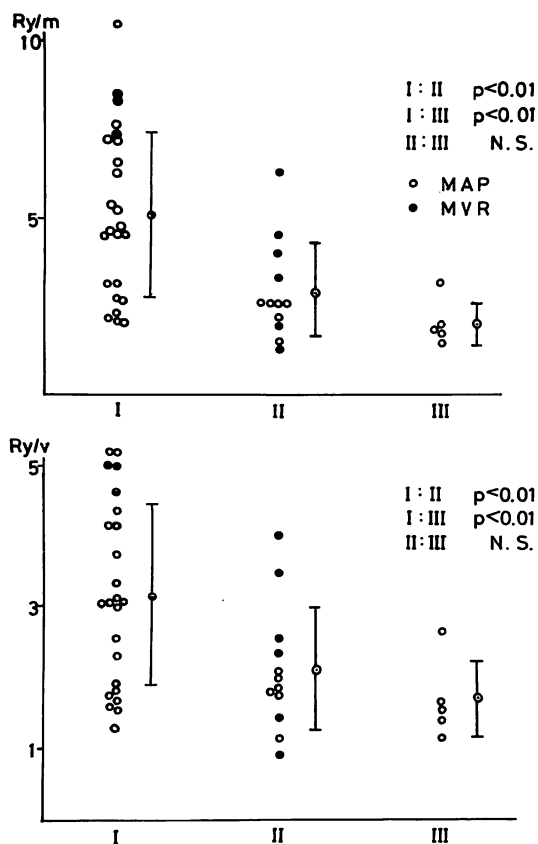 Ry/m
10
I : II p<0.01
I : III p<0.01
II : III N.S.
○ MAP
● MVR
5
I II III
Ry/v
5
I : II p<0.01
I : III p<0.01
II : III N.S.
3
1
I II III